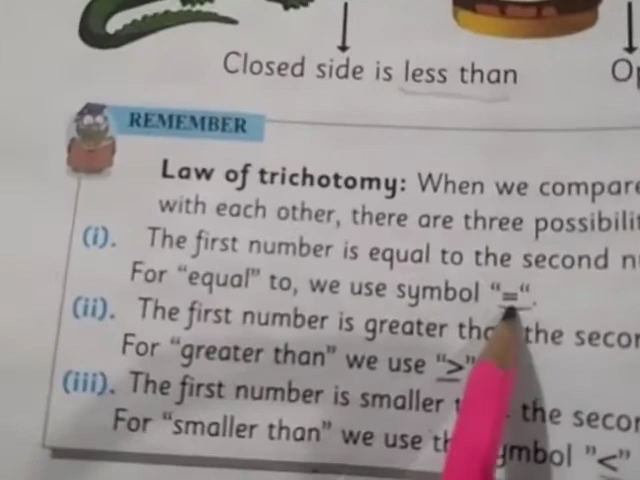 Closed side is less than
Op
REMEMBER
Law of trichotomy: When we compare
with each other, there are three possibilit
(i). The first number is equal to the second n
For “equal” to, we use symbol “=“.
(ii). The first number is greater tha the secon
For “greater than” we use “>”
(iii). The first number is smaller the secon
For “smaller than” we use th symbol “<”